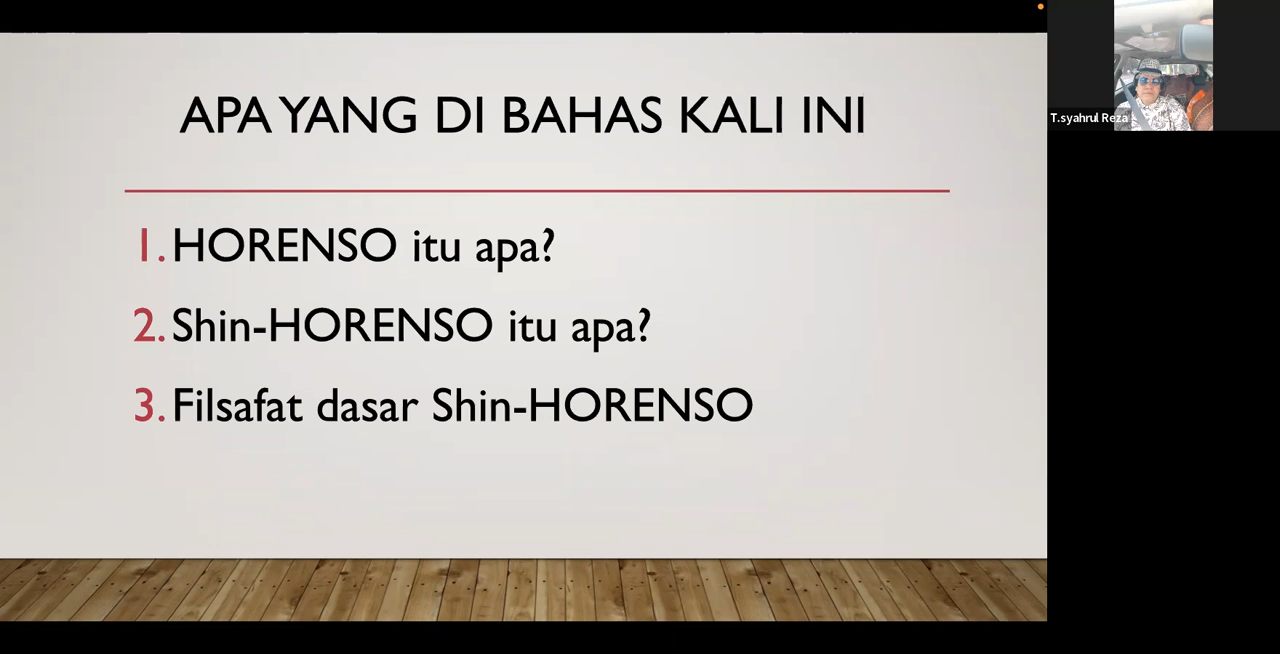 APA YANG DI BAHAS KALI INI
1. HORENSO itu apa?
2. Shin-HORENSO itu apa?
3. Filsafat dasar Shin-HORENSO
T.syahrul Reza